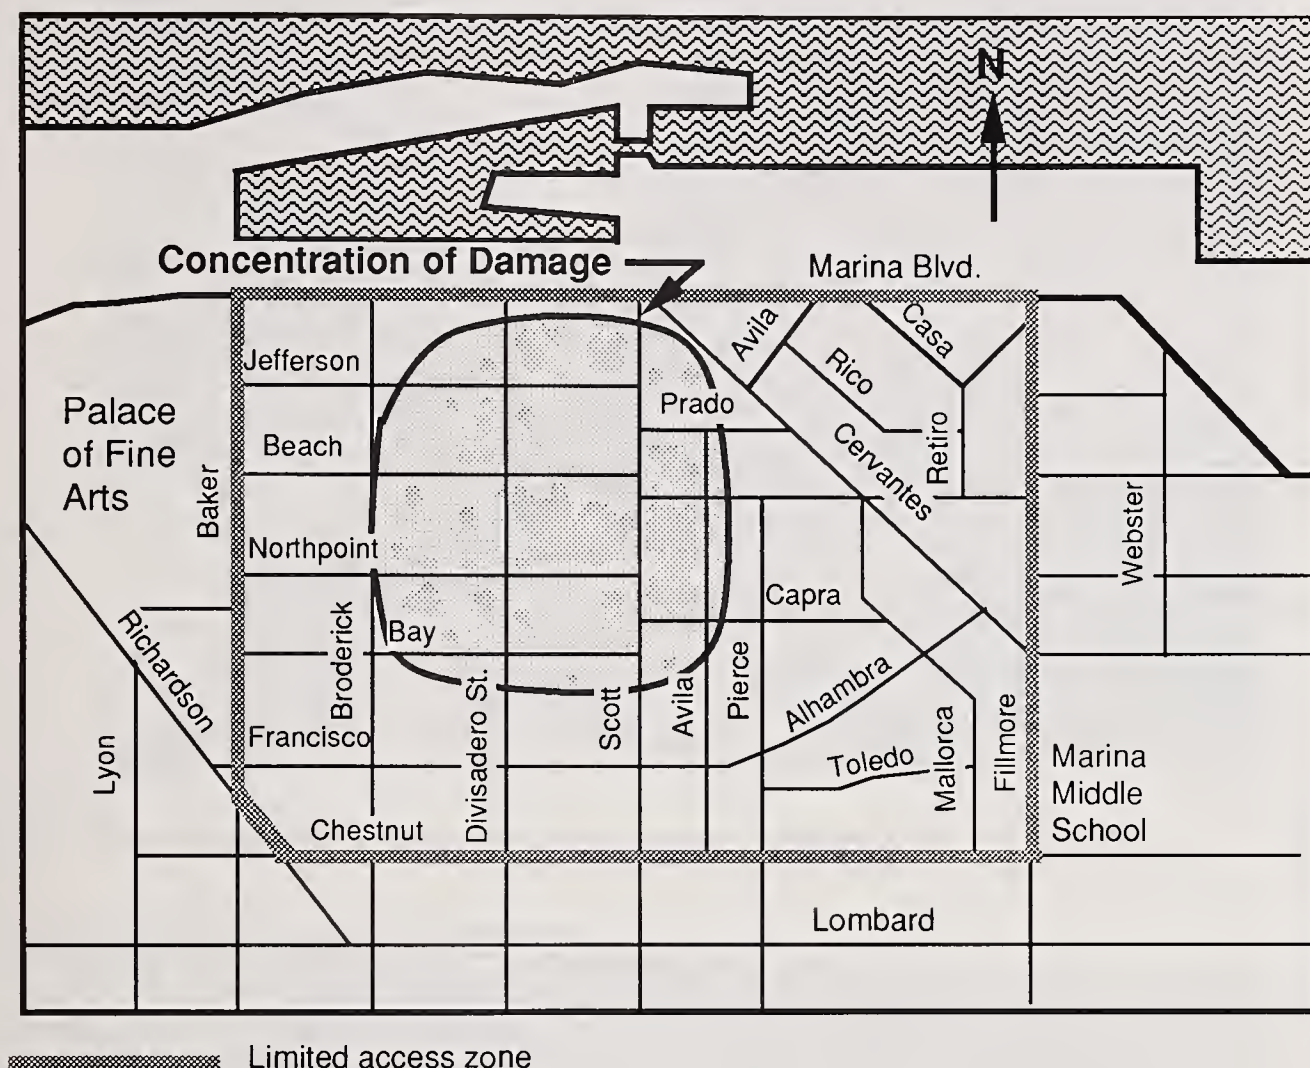 N
Concentration of Damage
Marina Blvd.
Avila
Casa
Jefferson
Rico
Prado
Palace
of Fine
Arts
Beach
Cervantes
Retiro
Baker
Webster
Northpoint
Capra
Richardson
Broderick
Bay
Pierce
Alhambra
Divisadero St.
Scott
Avila
Francisco
Lyon
Toledo
Mallorca
Fillmore
Marina
Middle
School
Chestnut
Lombard
Limited access zone